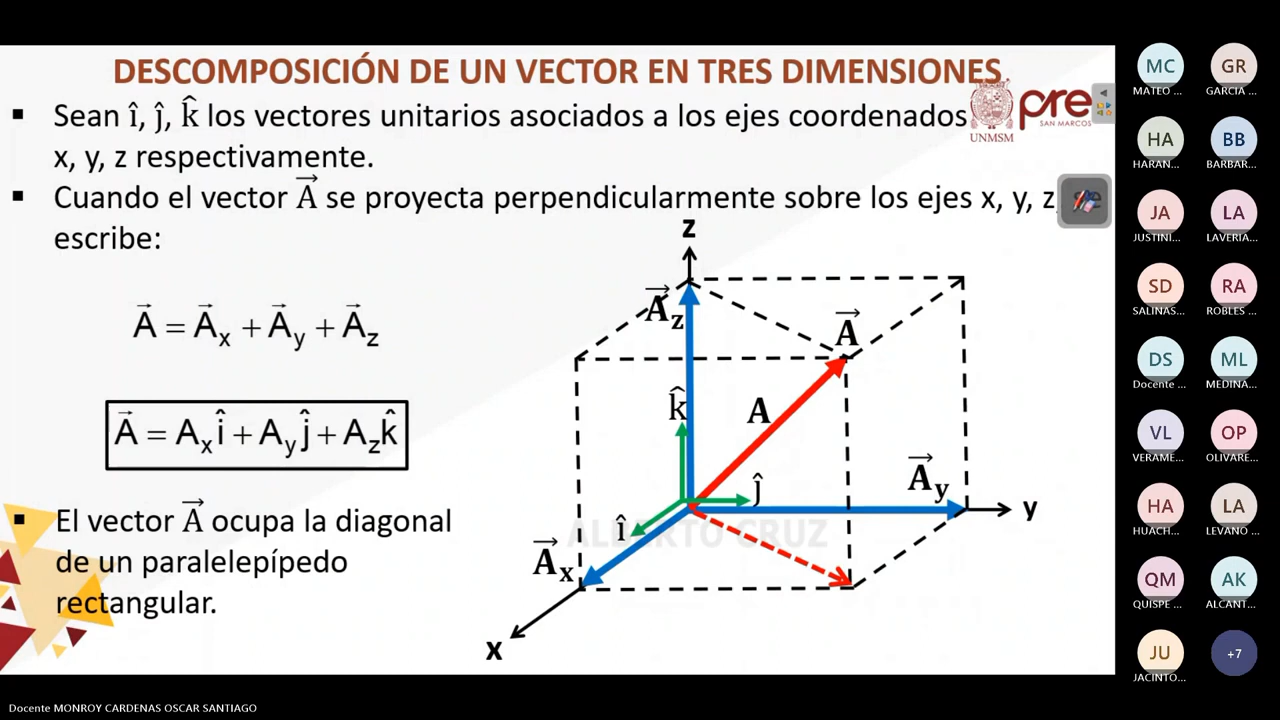 DESCOMPOSICIÓN DE UN VECTOR EN TRES DIMENSIONES
▪ Sean î, ĵ, k̂ los vectores unitarios asociados a los ejes coordenados
x, y, z respectivamente.
UNMSM
pre
SAN MARCOS
▪ Cuando el vector A⃗ se proyecta perpendicularmente sobre los ejes x, y, z,
escribe:
A⃗ = A⃗x + A⃗y + A⃗z
A⃗ = Axî + Ayĵ + Azk̂
▪ El vector A⃗ ocupa la diagonal
de un paralelepípedo
rectangular.
z
A⃗z
A⃗
k̂
A
A⃗y
ĵ
y
î
A⃗x
x
ALBERTO CRUZ
MC
MATEO ...
GR
GARCIA ...
HA
HARAN...
BB
BARBAR...
JA
JUSTINI...
LA
LAVERIA...
SD
SALINAS...
RA
ROBLES ...
DS
Docente ...
ML
MEDINA...
VL
VERAME...
OP
OLIVARE...
HA
HUACH...
LA
LEVANO ...
QM
QUISPE ...
AK
ALCANT...
JU
JACINTO...
+7
Docente MONROY CARDENAS OSCAR SANTIAGO